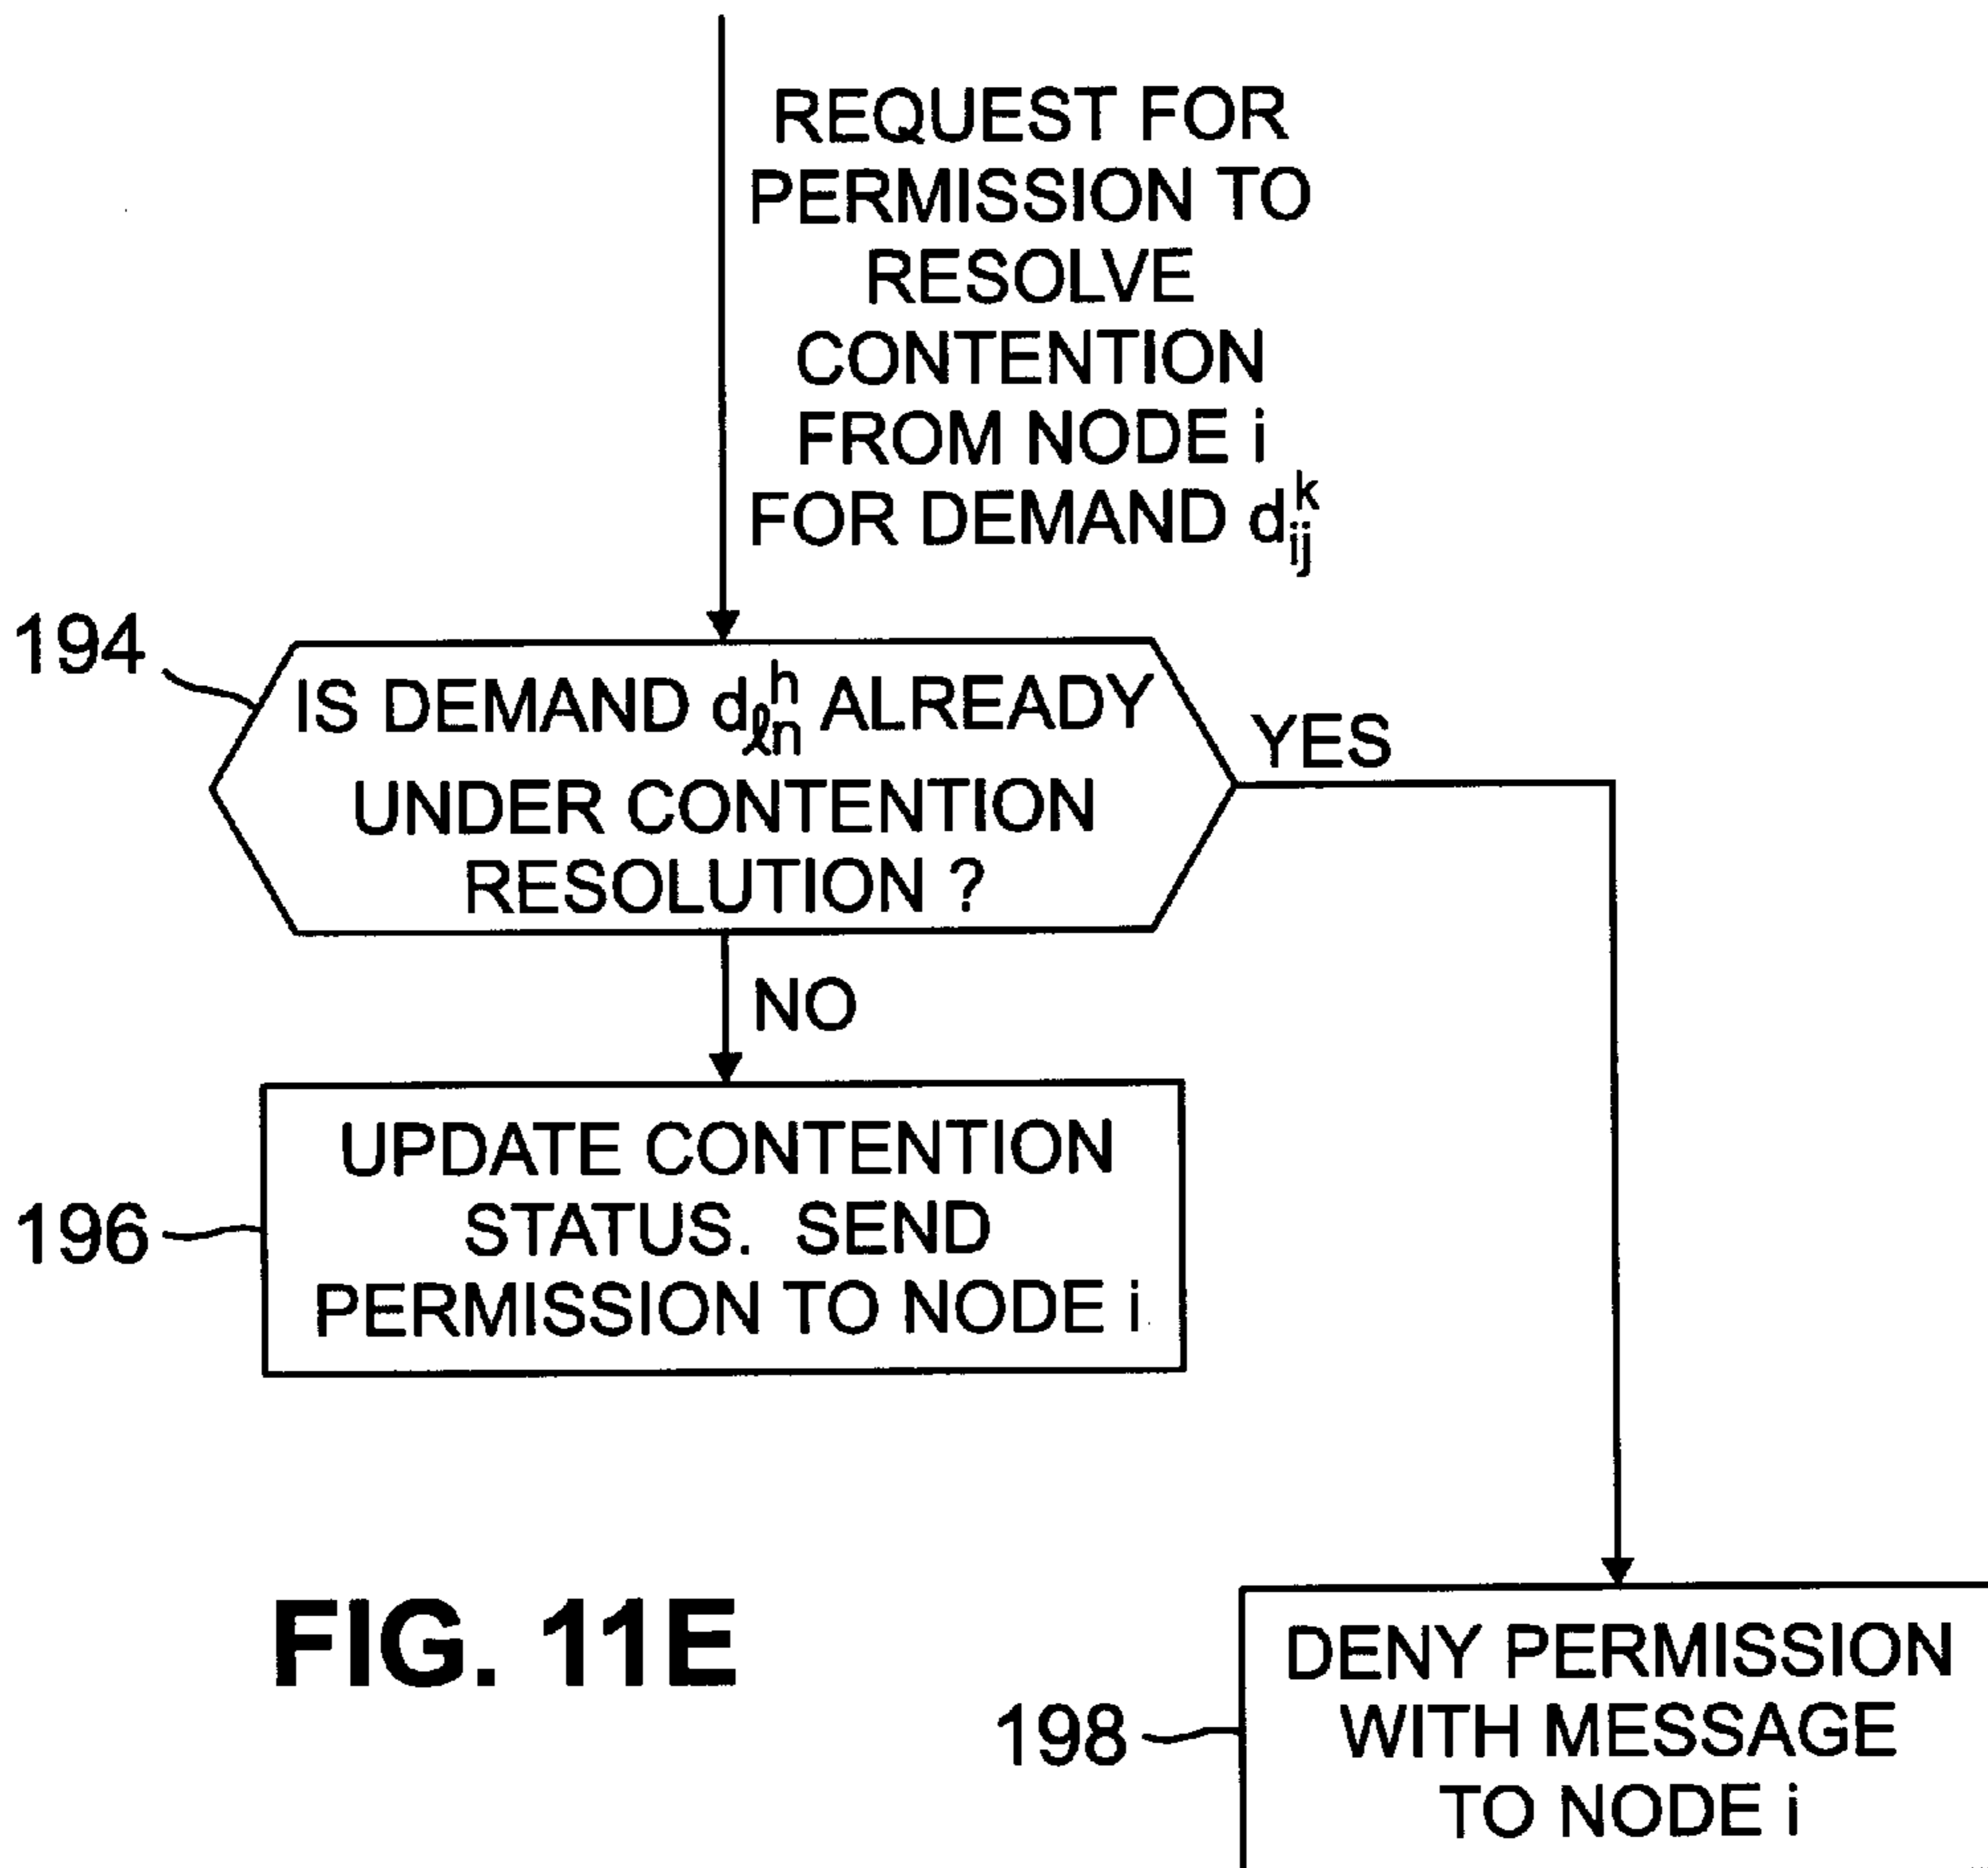 REQUEST FOR
PERMISSION TO
RESOLVE
CONTENTION
FROM NODE i
FOR DEMAND d_{ij}^{k}
194
IS DEMAND d_{ℓn}^{h} ALREADY
UNDER CONTENTION
RESOLUTION ?
YES
NO
196
UPDATE CONTENTION
STATUS. SEND
PERMISSION TO NODE i
FIG. 11E
198
DENY PERMISSION
WITH MESSAGE
TO NODE i